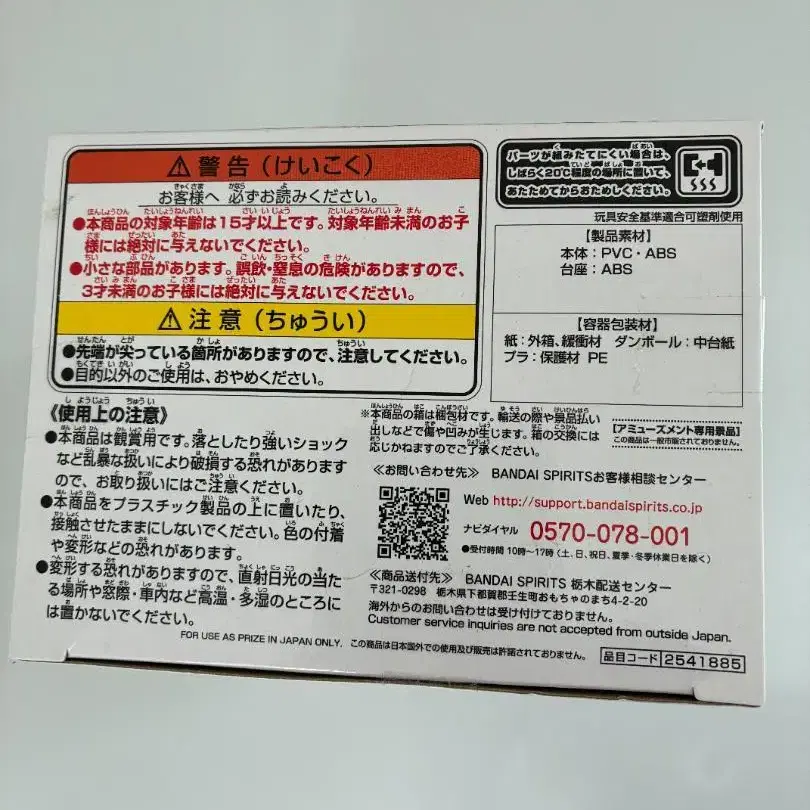 ⚠警告(けいこく)
お客様へ 必ずお読みください。
●本商品の対象年齢は15才以上です。対象年齢未満のお子
様には絶対に与えないでください。
●小さな部品があります。誤飲・窒息の危険がありますので、
3才未満のお子様には絶対に与えないでください。
⚠注意(ちゅうい)
●先端が尖っている箇所がありますので、注意してください。
●目的以外のご使用は、おやめください。
《使用上の注意》
●本商品は観賞用です。落としたり強いショック
など乱暴な扱いにより破損する恐れがあります
ので、お取り扱いにはご注意ください。
●本商品をプラスチック製品の上に置いたり、
接触させたままにしないでください。色の付着
や変形などの恐れがあります。
●変形する恐れがありますので、直射日光の当た
る場所や窓際・車内など高温・多湿のところに
は置かないでください。
パーツが組みたてにくい場合は、
しばらく20℃程度の場所に置いて、
あたためてからおためしください。
玩具安全基準適合可塑剤使用
【製品素材】
本体:PVC・ABS
台座:ABS
【容器包装材】
紙:外箱、緩衝材 ダンボール:中台紙
プラ:保護材 PE
※本商品の箱は梱包材です。輸送の際や景品払い
出しなどで傷や凹みが生じます。箱の交換には
応じかねますのでご了承ください。
【アミューズメント専用景品】
この商品は一般市販されておりません。
≪お問い合わせ先≫ BANDAI SPIRITSお客様相談センター
Web http://support.bandaispirits.co.jp
ナビダイヤル 0570-078-001
●受付時間 10時~17時(土、日、祝日、夏季・冬季休業日を除く)
≪商品送付先≫ BANDAI SPIRITS 栃木配送センター
〒321-0298 栃木県下都賀郡壬生町おもちゃのまち4-2-20
海外からのお問い合わせは受け付けておりません。
Customer service inquiries are not accepted from outside Japan.
FOR USE AS PRIZE IN JAPAN ONLY. この商品は日本国外での使用及び販売は許諾されておりません。
品目コード 2541885